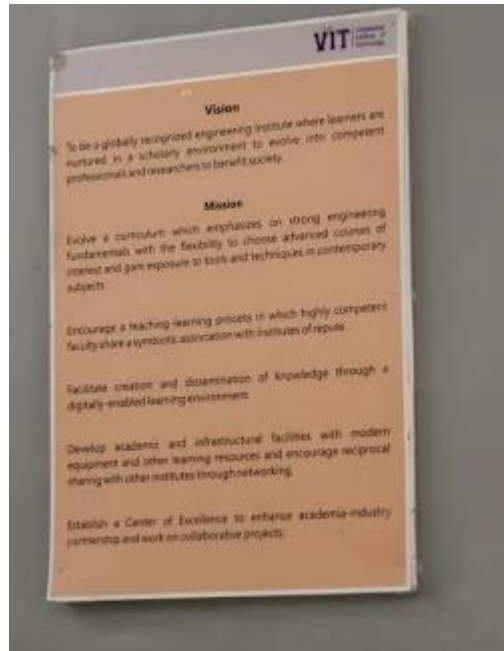 VIT
Vision
To be a globally recognized engineering institute where learners are
nurtured in a scholarly environment to evolve into competent
professionals and researchers to benefit society.
Mission
Evolve a curriculum which emphasizes on strong engineering
fundamentals with the flexibility to choose advanced courses of
interest and gain exposure to tools and techniques in contemporary
subjects.
Encourage a teaching-learning process in which highly competent
faculty share a symbiotic association with institutes of repute.
Facilitate creation and dissemination of knowledge through a
digitally-enabled learning environment.
Develop academic and infrastructural facilities with modern
equipment and other learning resources and encourage reciprocal
sharing with other institutes through networking.
Establish a Center of Excellence to enhance academia-industry
partnership and work on collaborative projects.